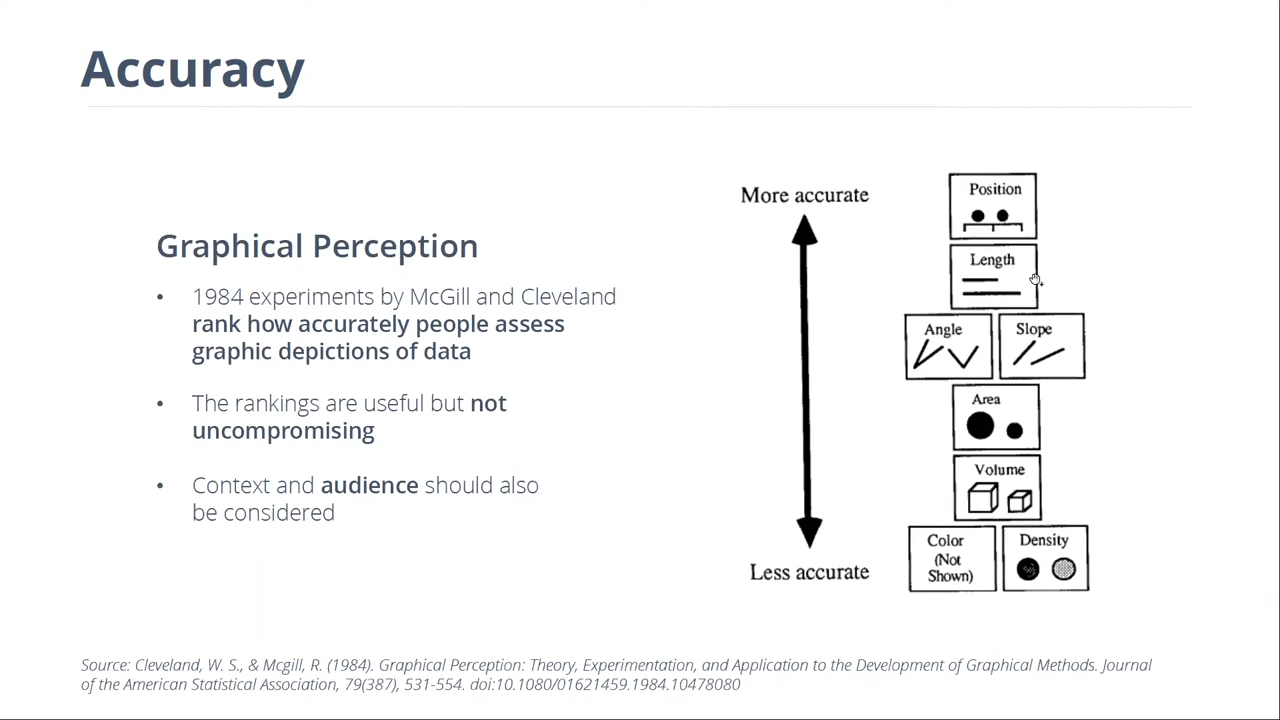 Accuracy
Graphical Perception
• 1984 experiments by McGill and Cleveland
rank how accurately people assess
graphic depictions of data
• The rankings are useful but not
uncompromising
• Context and audience should also
be considered
More accurate
Less accurate
Position
Length
Angle
Slope
Area
Volume
Color
(Not
Shown)
Density
Source: Cleveland, W. S., & Mcgill, R. (1984). Graphical Perception: Theory, Experimentation, and Application to the Development of Graphical Methods. Journal
of the American Statistical Association, 79(387), 531-554. doi:10.1080/01621459.1984.10478080